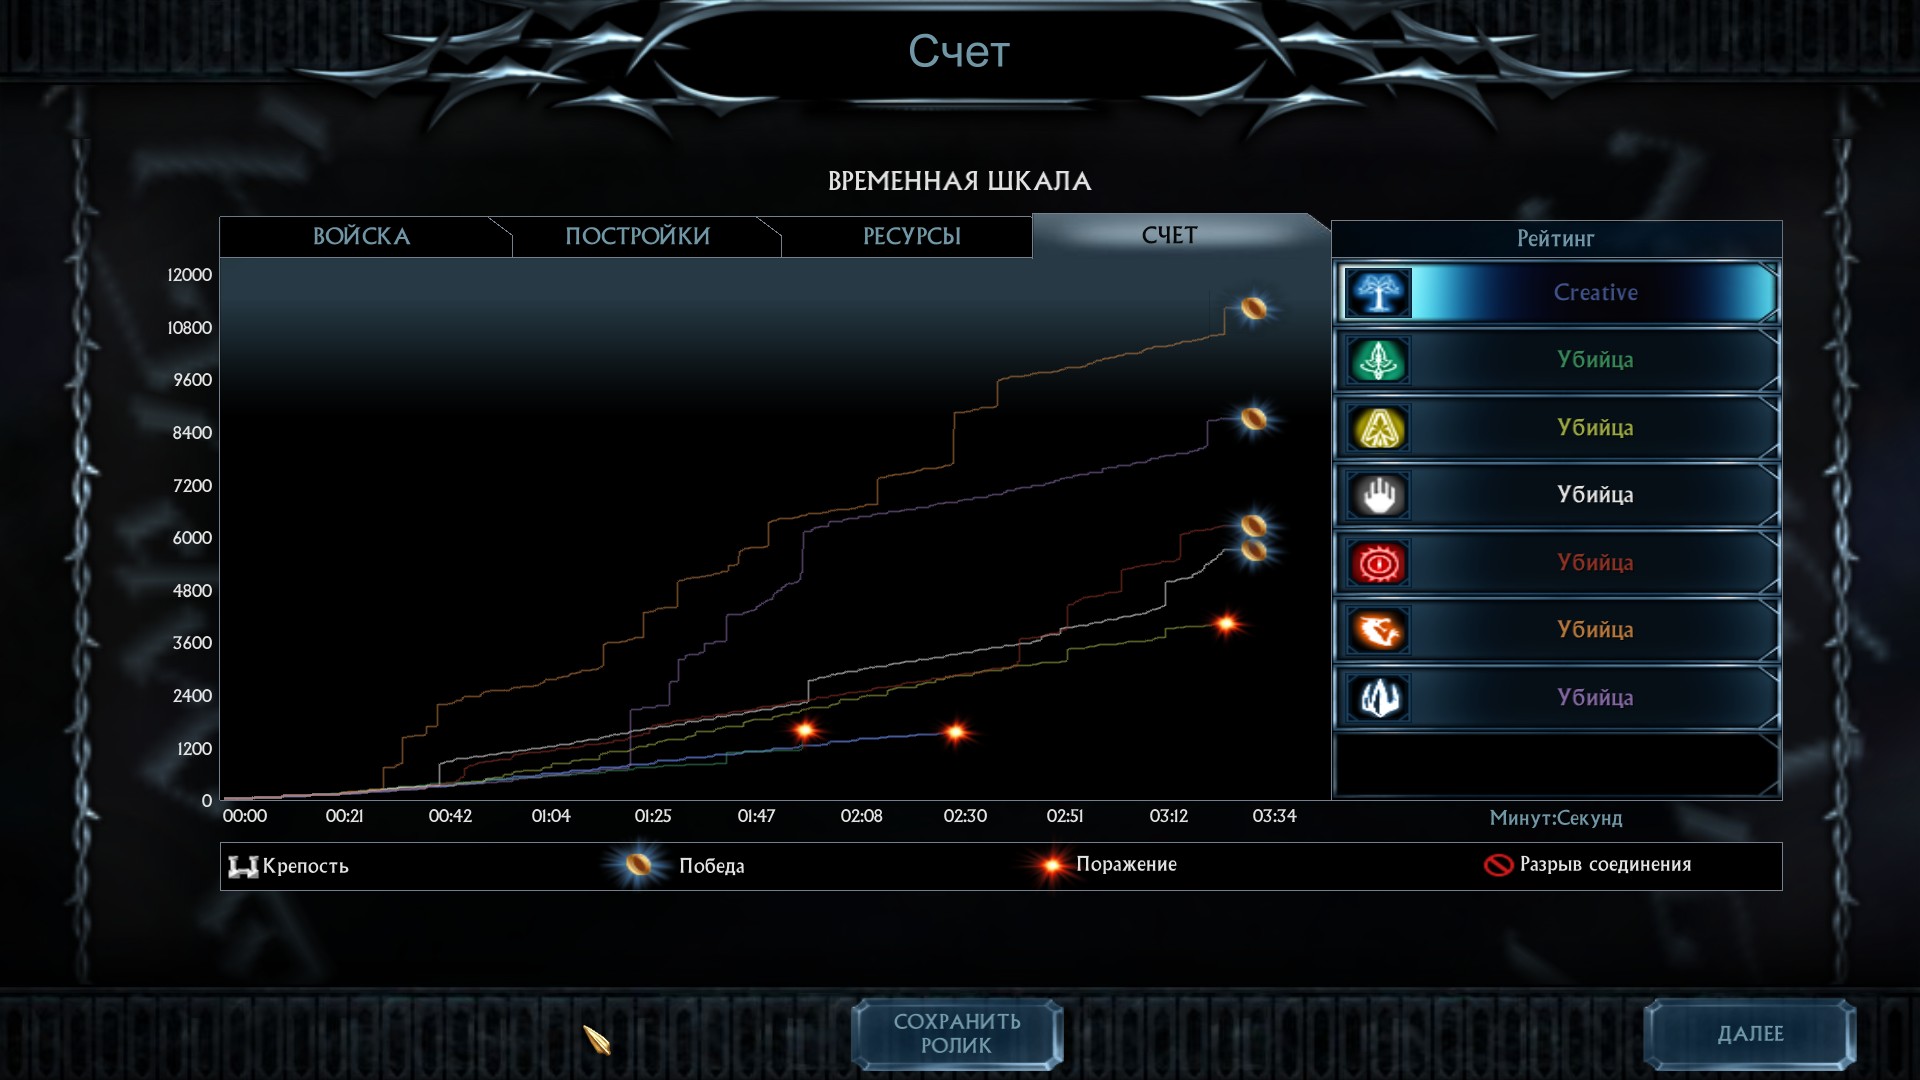 Счет
ВРЕМЕННАЯ ШКАЛА
ВОЙСКА
ПОСТРОЙКИ
РЕСУРСЫ
СЧЕТ
Рейтинг
12000
10800
9600
8400
7200
6000
4800
3600
2400
1200
0
Creative
Убийца
Убийца
Убийца
Убийца
Убийца
Убийца
00:00
00:21
00:42
01:04
01:25
01:47
02:08
02:30
02:51
03:12
03:34
Минут:Секунд
Крепость
Победа
Поражение
Разрыв соединения
СОХРАНИТЬ
РОЛИК
ДАЛЕЕ